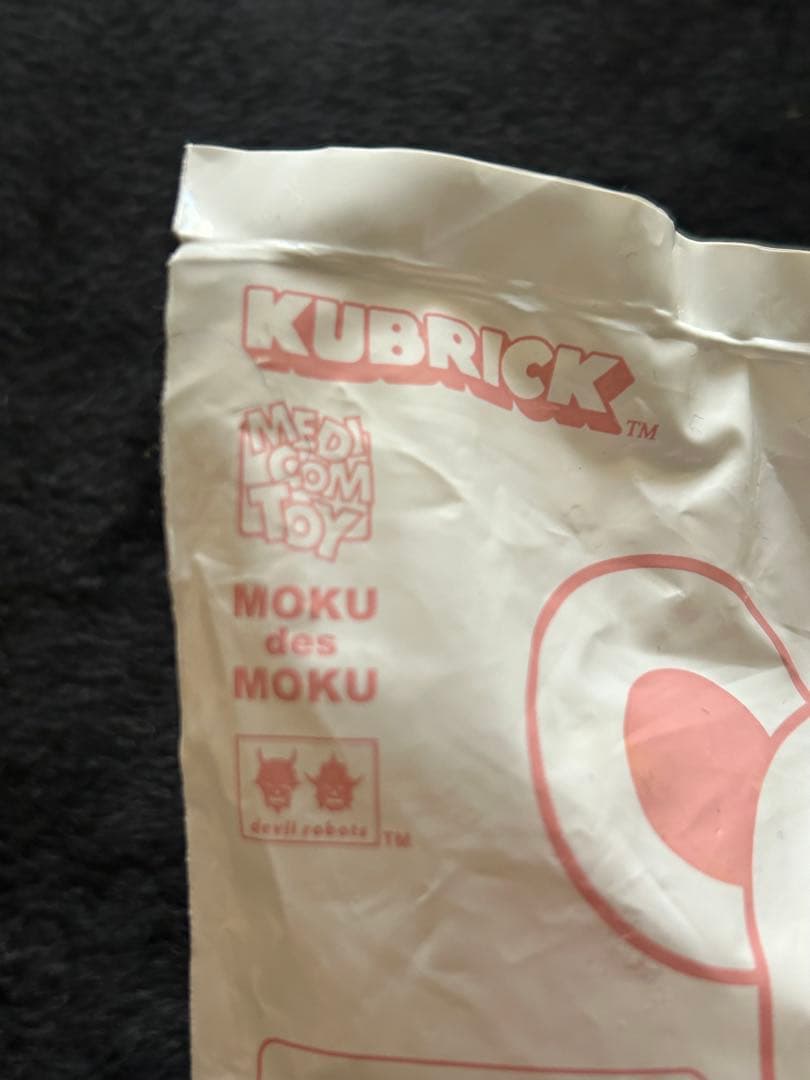 KUBRICK TM
MEDI
COM
TOY
MOKU
des
MOKU
devil robots TM